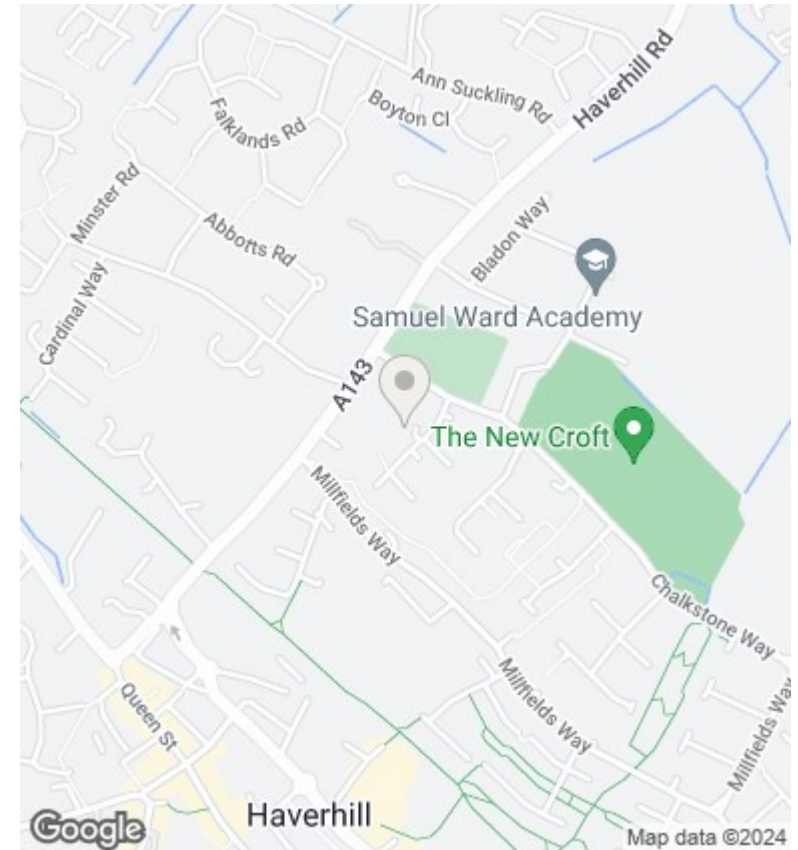 Haverhill Rd
Ann Suckling Rd
Boyton Cl
Falklands Rd
Minster Rd
Abbotts Rd
Bladon Way
Cardinal Way
Samuel Ward Academy
A143
The New Croft
Millfields Way
Chalkstone Way
Millfields Way
Millfields Way
Queen St
Haverhill
Google
Map data ©2024